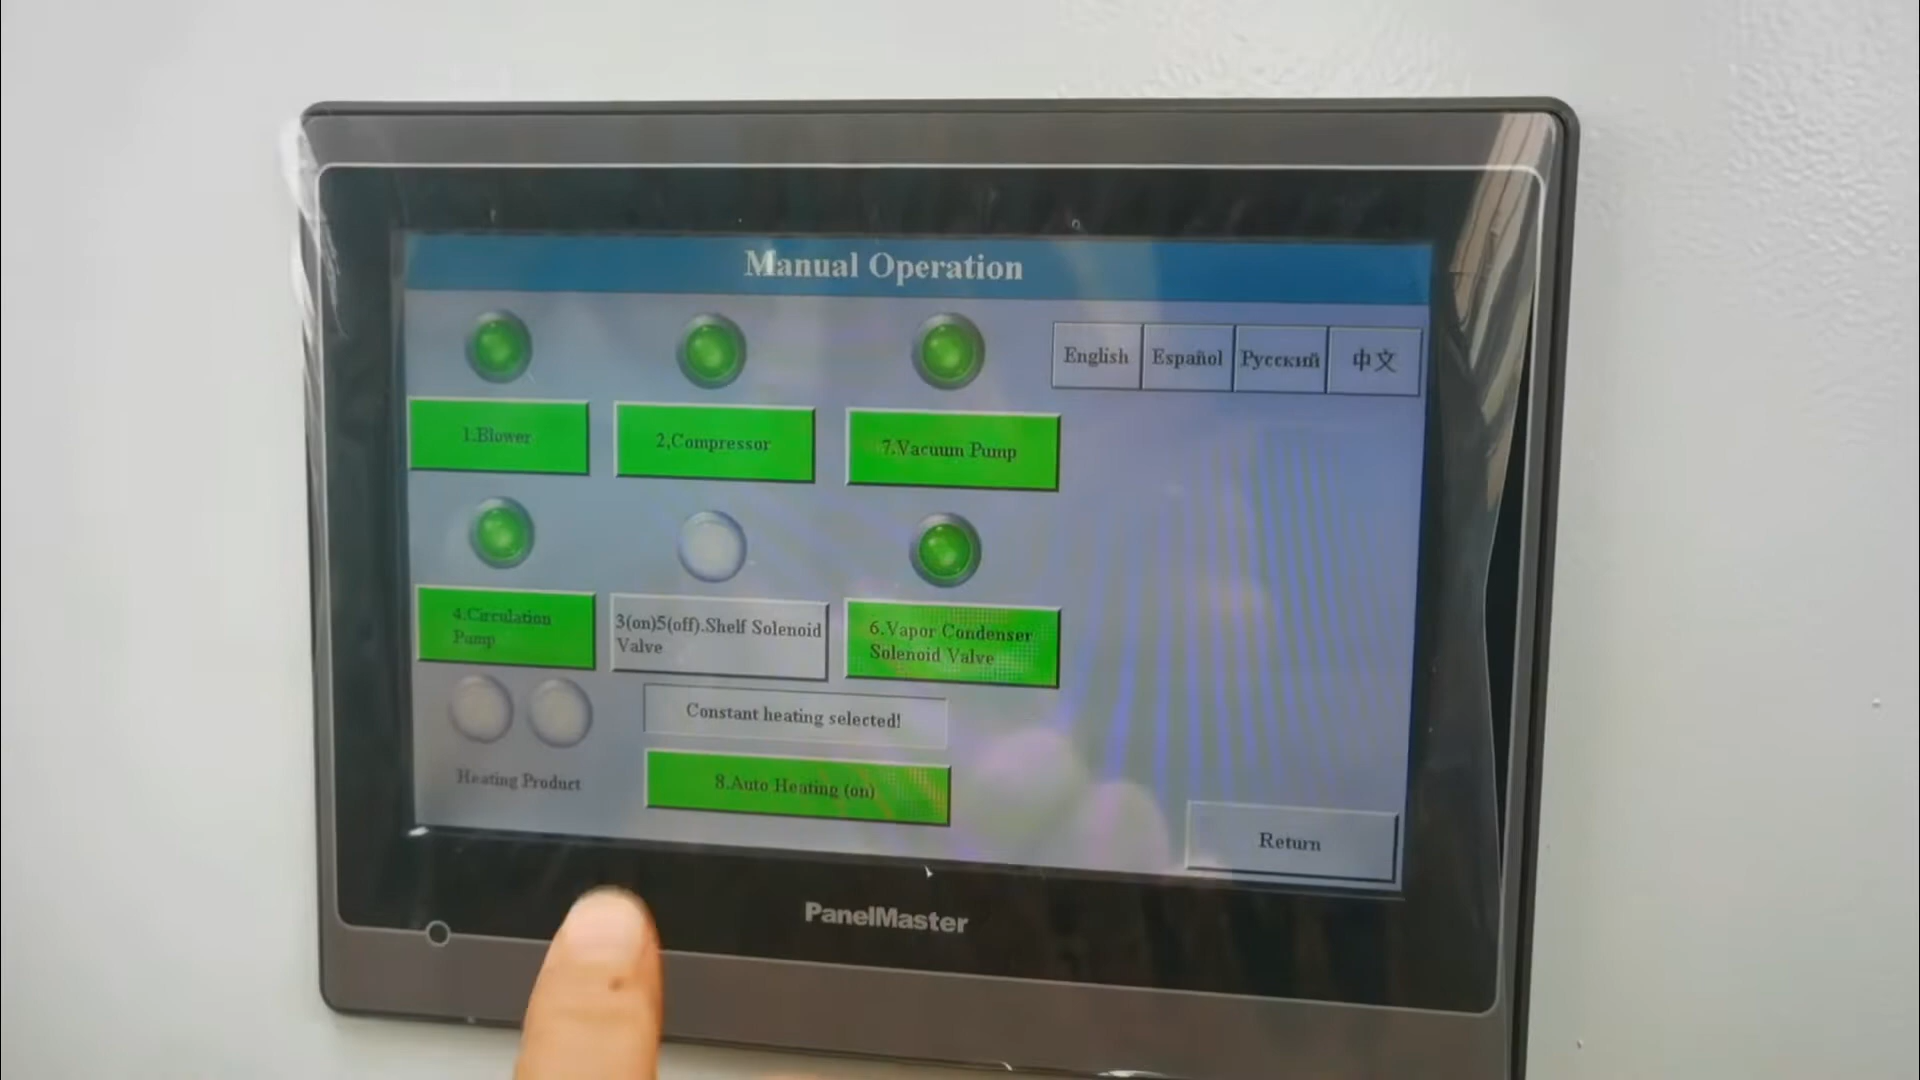 Manual Operation
English
Español
Русский
中文
1.Blower
2,Compressor
7.Vacuum Pump
4.Circulation
Pump
3(on)5(off).Shelf Solenoid
Valve
6.Vapor Condenser
Solenoid Valve
Constant heating selected!
Heating Product
8.Auto Heating (on)
Return
PanelMaster